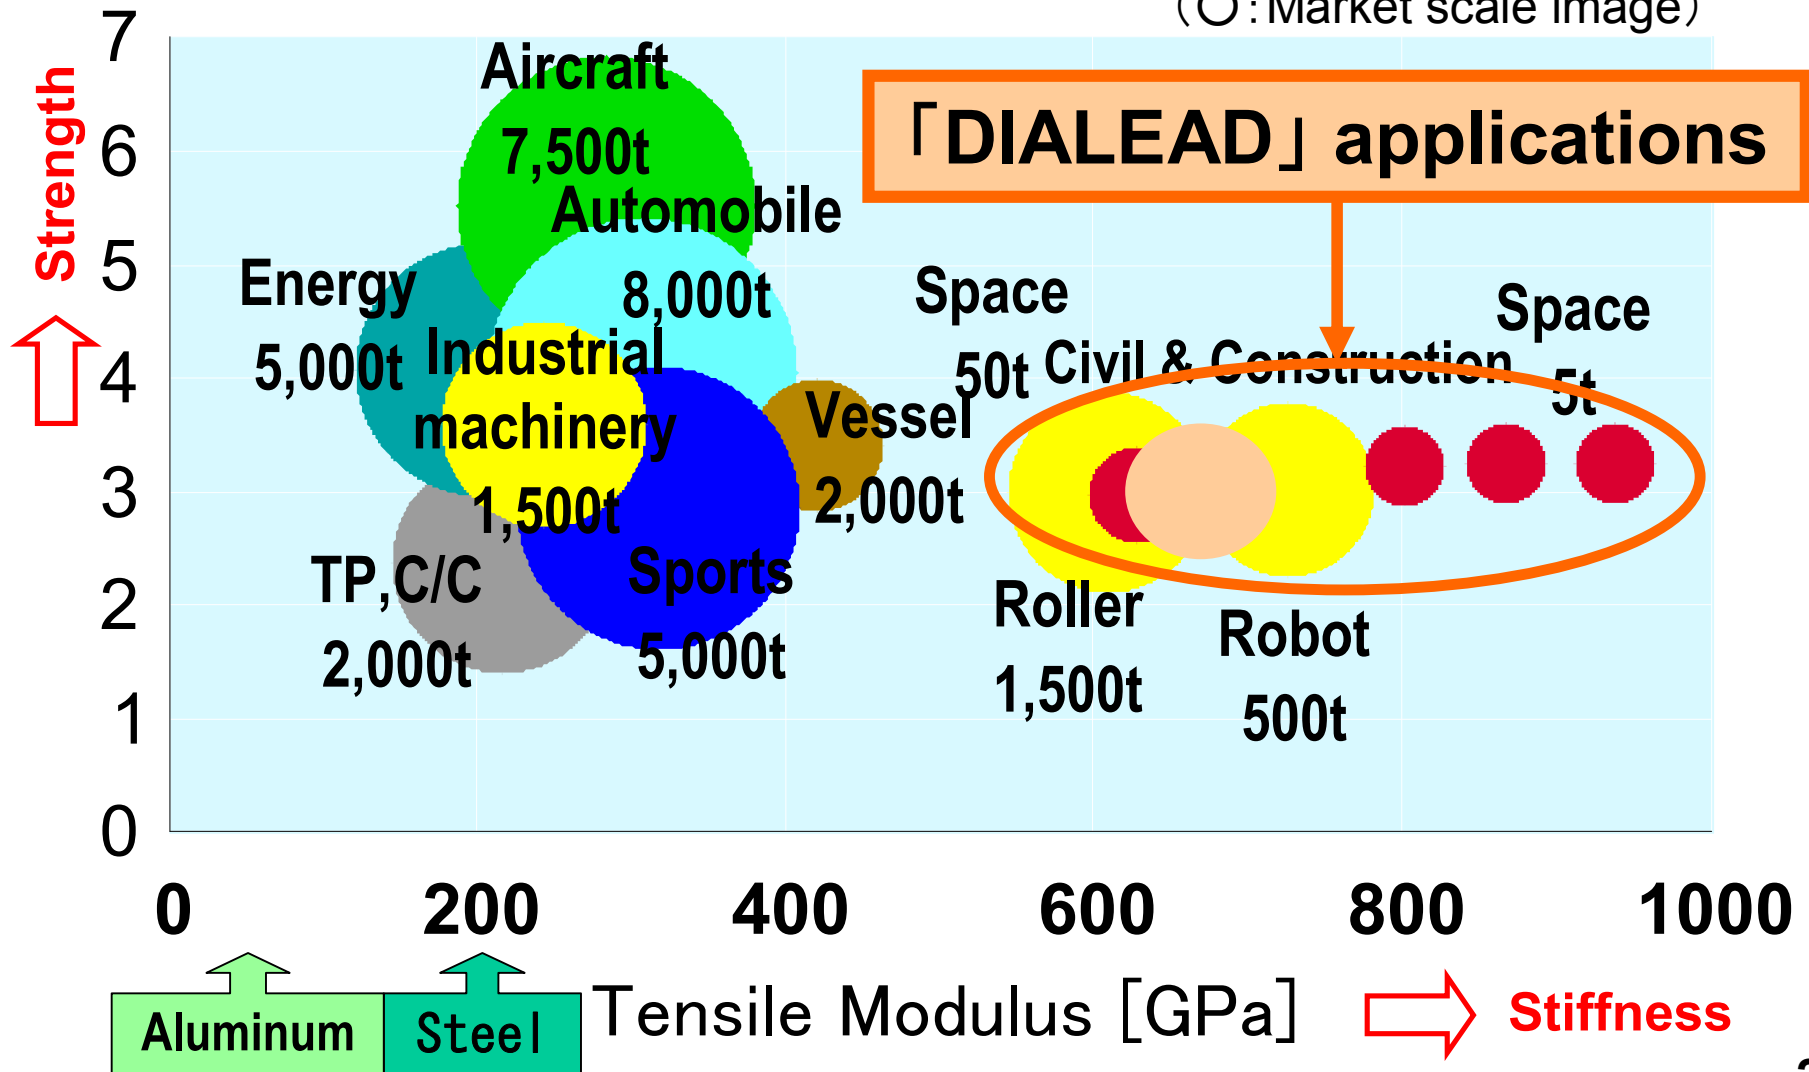 (○:Market scale image)
「DIALEAD」 applications
Strength
7
6
5
4
3
2
1
0
Aircraft
7,500t
Automobile
8,000t
Energy
5,000t
Industrial
machinery
1,500t
Space
50t
Civil & Construction
Space
5t
Vessel
2,000t
TP,C/C
2,000t
Sports
5,000t
Roller
1,500t
Robot
500t
0
200
400
600
800
1000
Aluminum
Steel
Tensile Modulus [GPa]
Stiffness